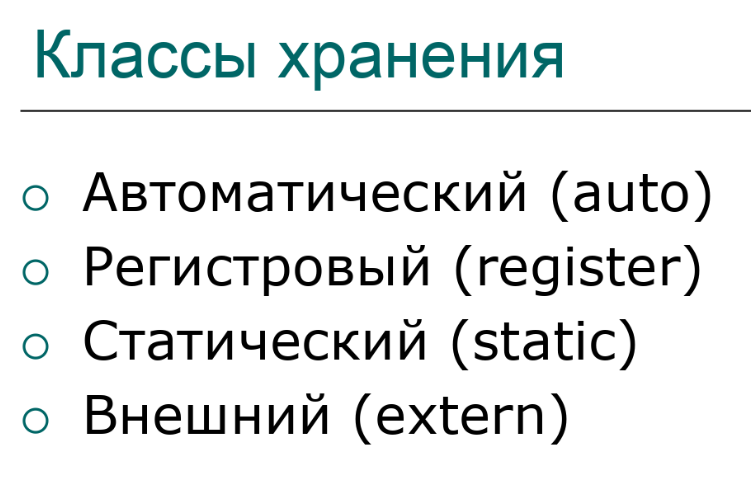 Классы хранения
Автоматический (auto)
Регистровый (register)
Статический (static)
Внешний (extern)